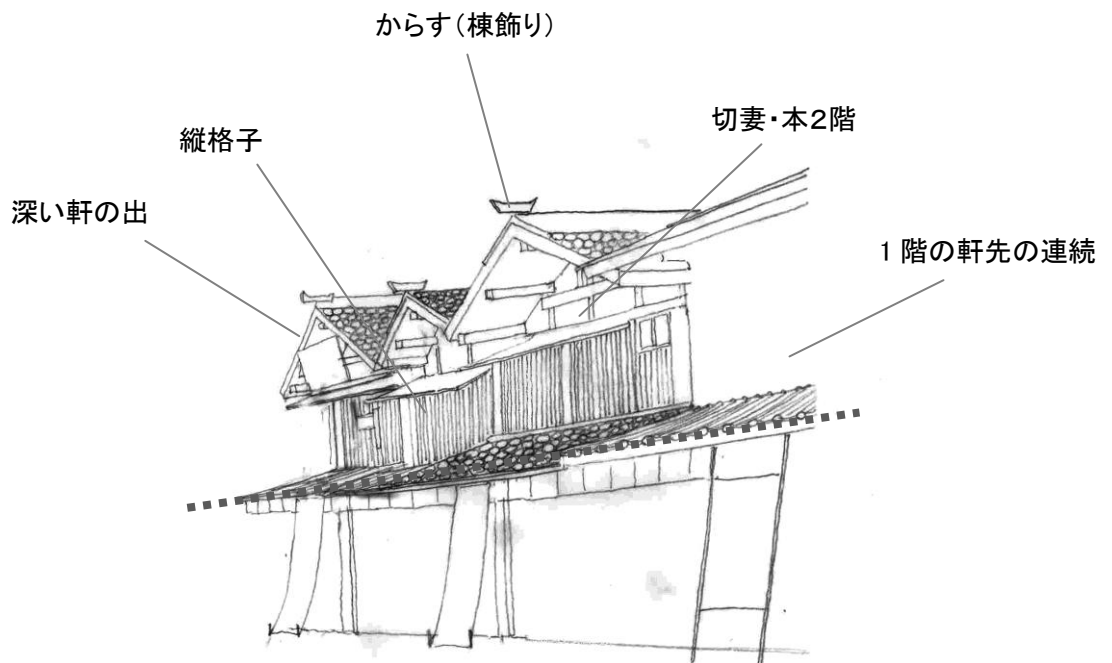 からす（棟飾り）
切妻・本２階
縦格子
深い軒の出
１階の軒先の連続